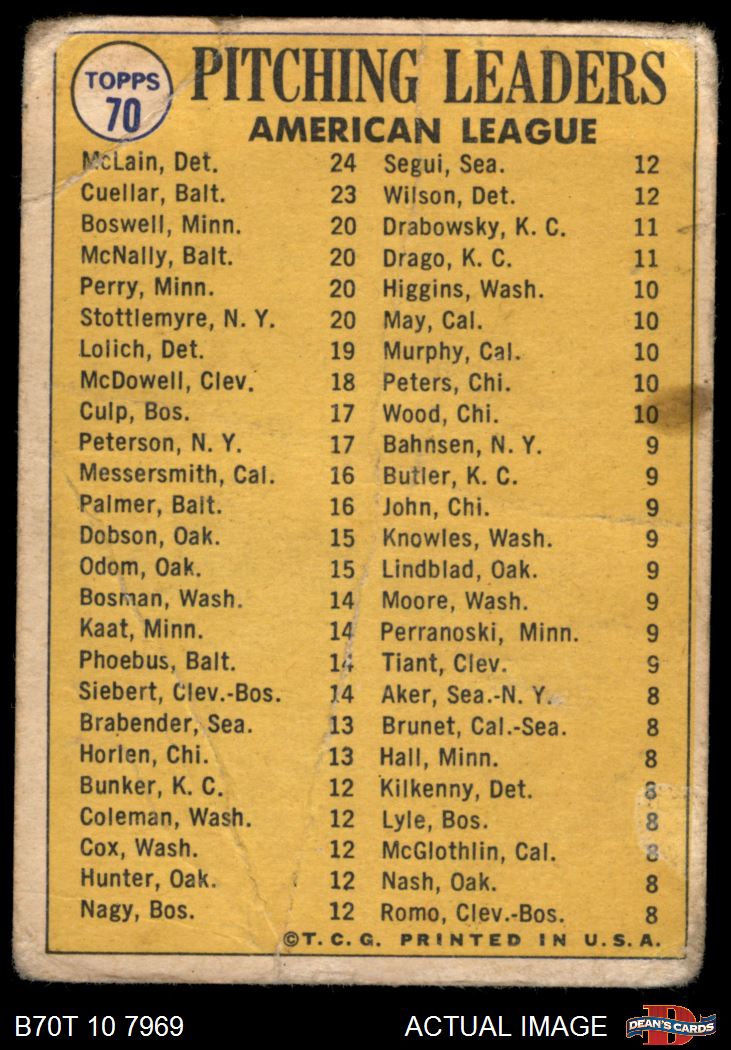 TOPPS
70
PITCHING LEADERS
AMERICAN LEAGUE
McLain, Det. 24
Cuellar, Balt. 23
Boswell, Minn. 20
McNally, Balt. 20
Perry, Minn. 20
Stottlemyre, N. Y. 20
Lolich, Det. 19
McDowell, Clev. 18
Culp, Bos. 17
Peterson, N. Y. 17
Messersmith, Cal. 16
Palmer, Balt. 16
Dobson, Oak. 15
Odom, Oak. 15
Bosman, Wash. 14
Kaat, Minn. 14
Phoebus, Balt. 14
Siebert, Clev.-Bos. 14
Brabender, Sea. 13
Horlen, Chi. 13
Bunker, K. C. 12
Coleman, Wash. 12
Cox, Wash. 12
Hunter, Oak. 12
Nagy, Bos. 12
Segui, Sea. 12
Wilson, Det. 12
Drabowsky, K. C. 11
Drago, K. C. 11
Higgins, Wash. 10
May, Cal. 10
Murphy, Cal. 10
Peters, Chi. 10
Wood, Chi. 10
Bahnsen, N. Y. 9
Butler, K. C. 9
John, Chi. 9
Knowles, Wash. 9
Lindblad, Oak. 9
Moore, Wash. 9
Perranoski, Minn. 9
Tiant, Clev. 9
Aker, Sea.-N. Y. 8
Brunet, Cal.-Sea. 8
Hall, Minn. 8
Kilkenny, Det. 8
Lyle, Bos. 8
McGlothlin, Cal. 8
Nash, Oak. 8
Romo, Clev.-Bos. 8
©T. C. G. PRINTED IN U. S. A.
B70T 10 7969 ACTUAL IMAGE
DEAN'S CARDS